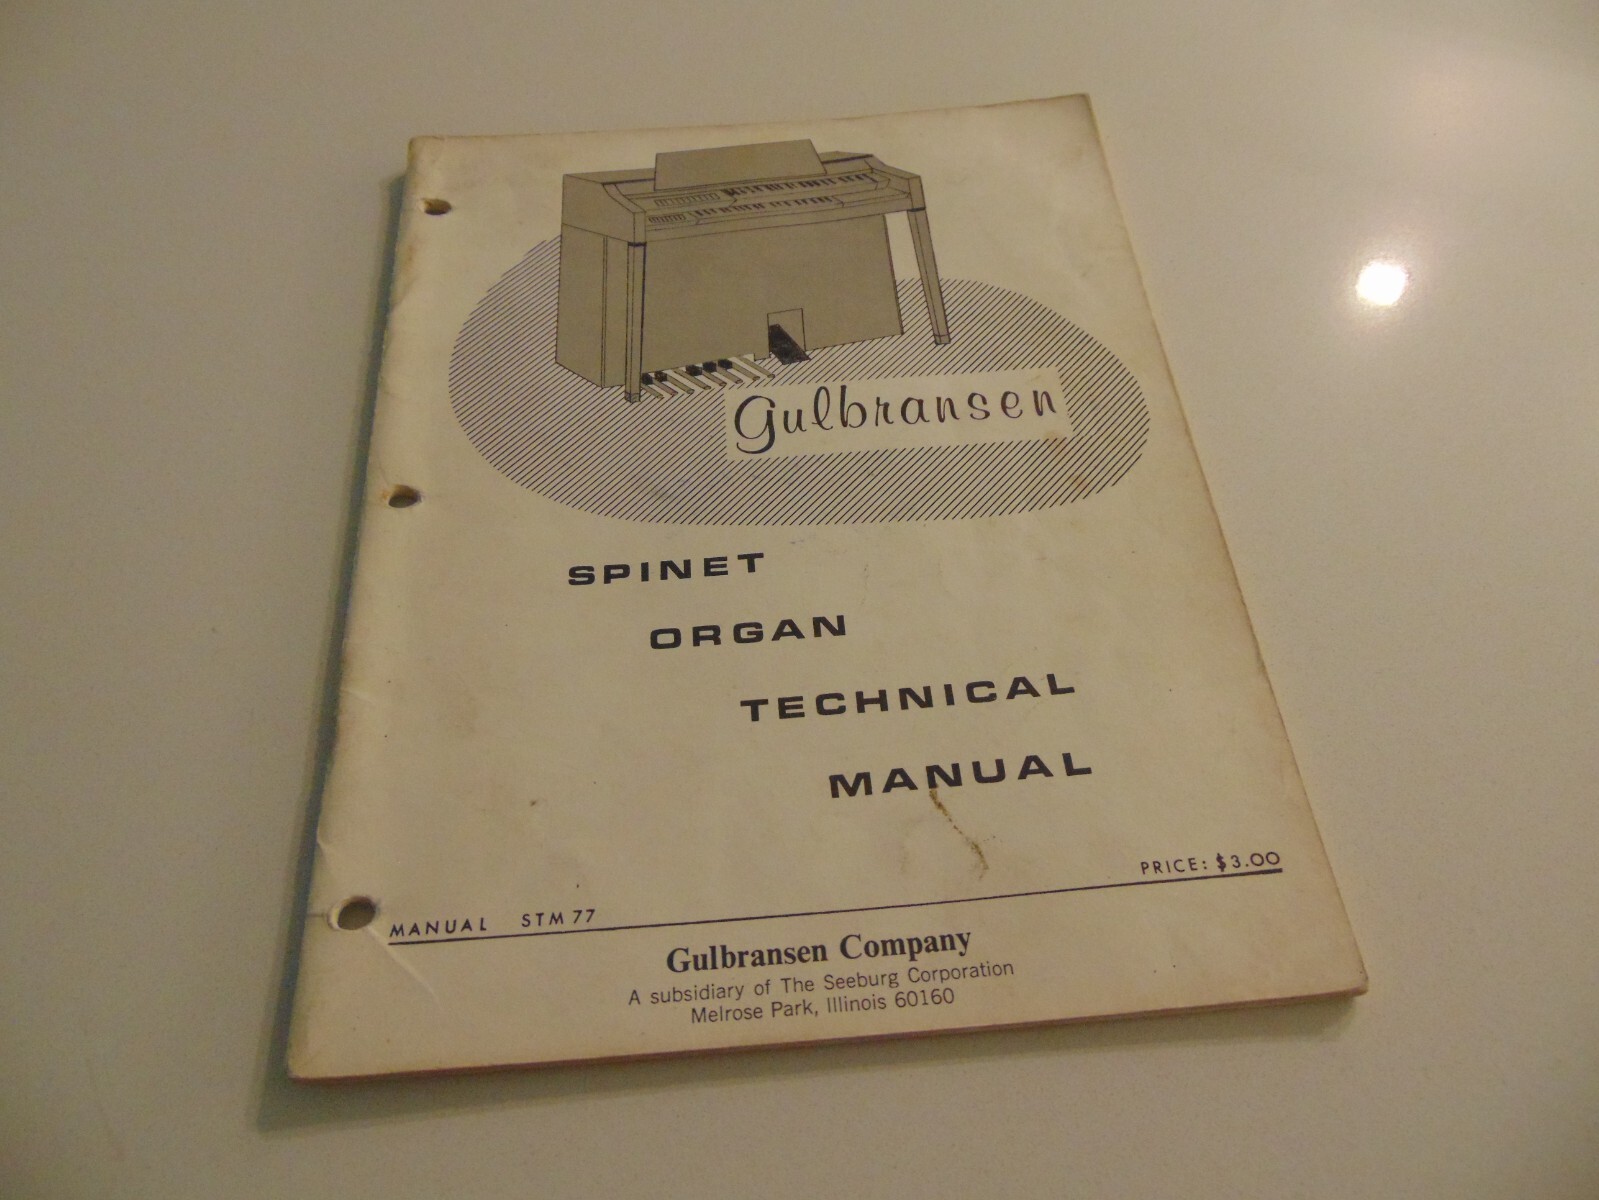 Gulbransen
SPINET
ORGAN
TECHNICAL
MANUAL
PRICE: $3.00
MANUAL STM 77
Gulbransen Company
A subsidiary of The Seeburg Corporation
Melrose Park, Illinois 60160